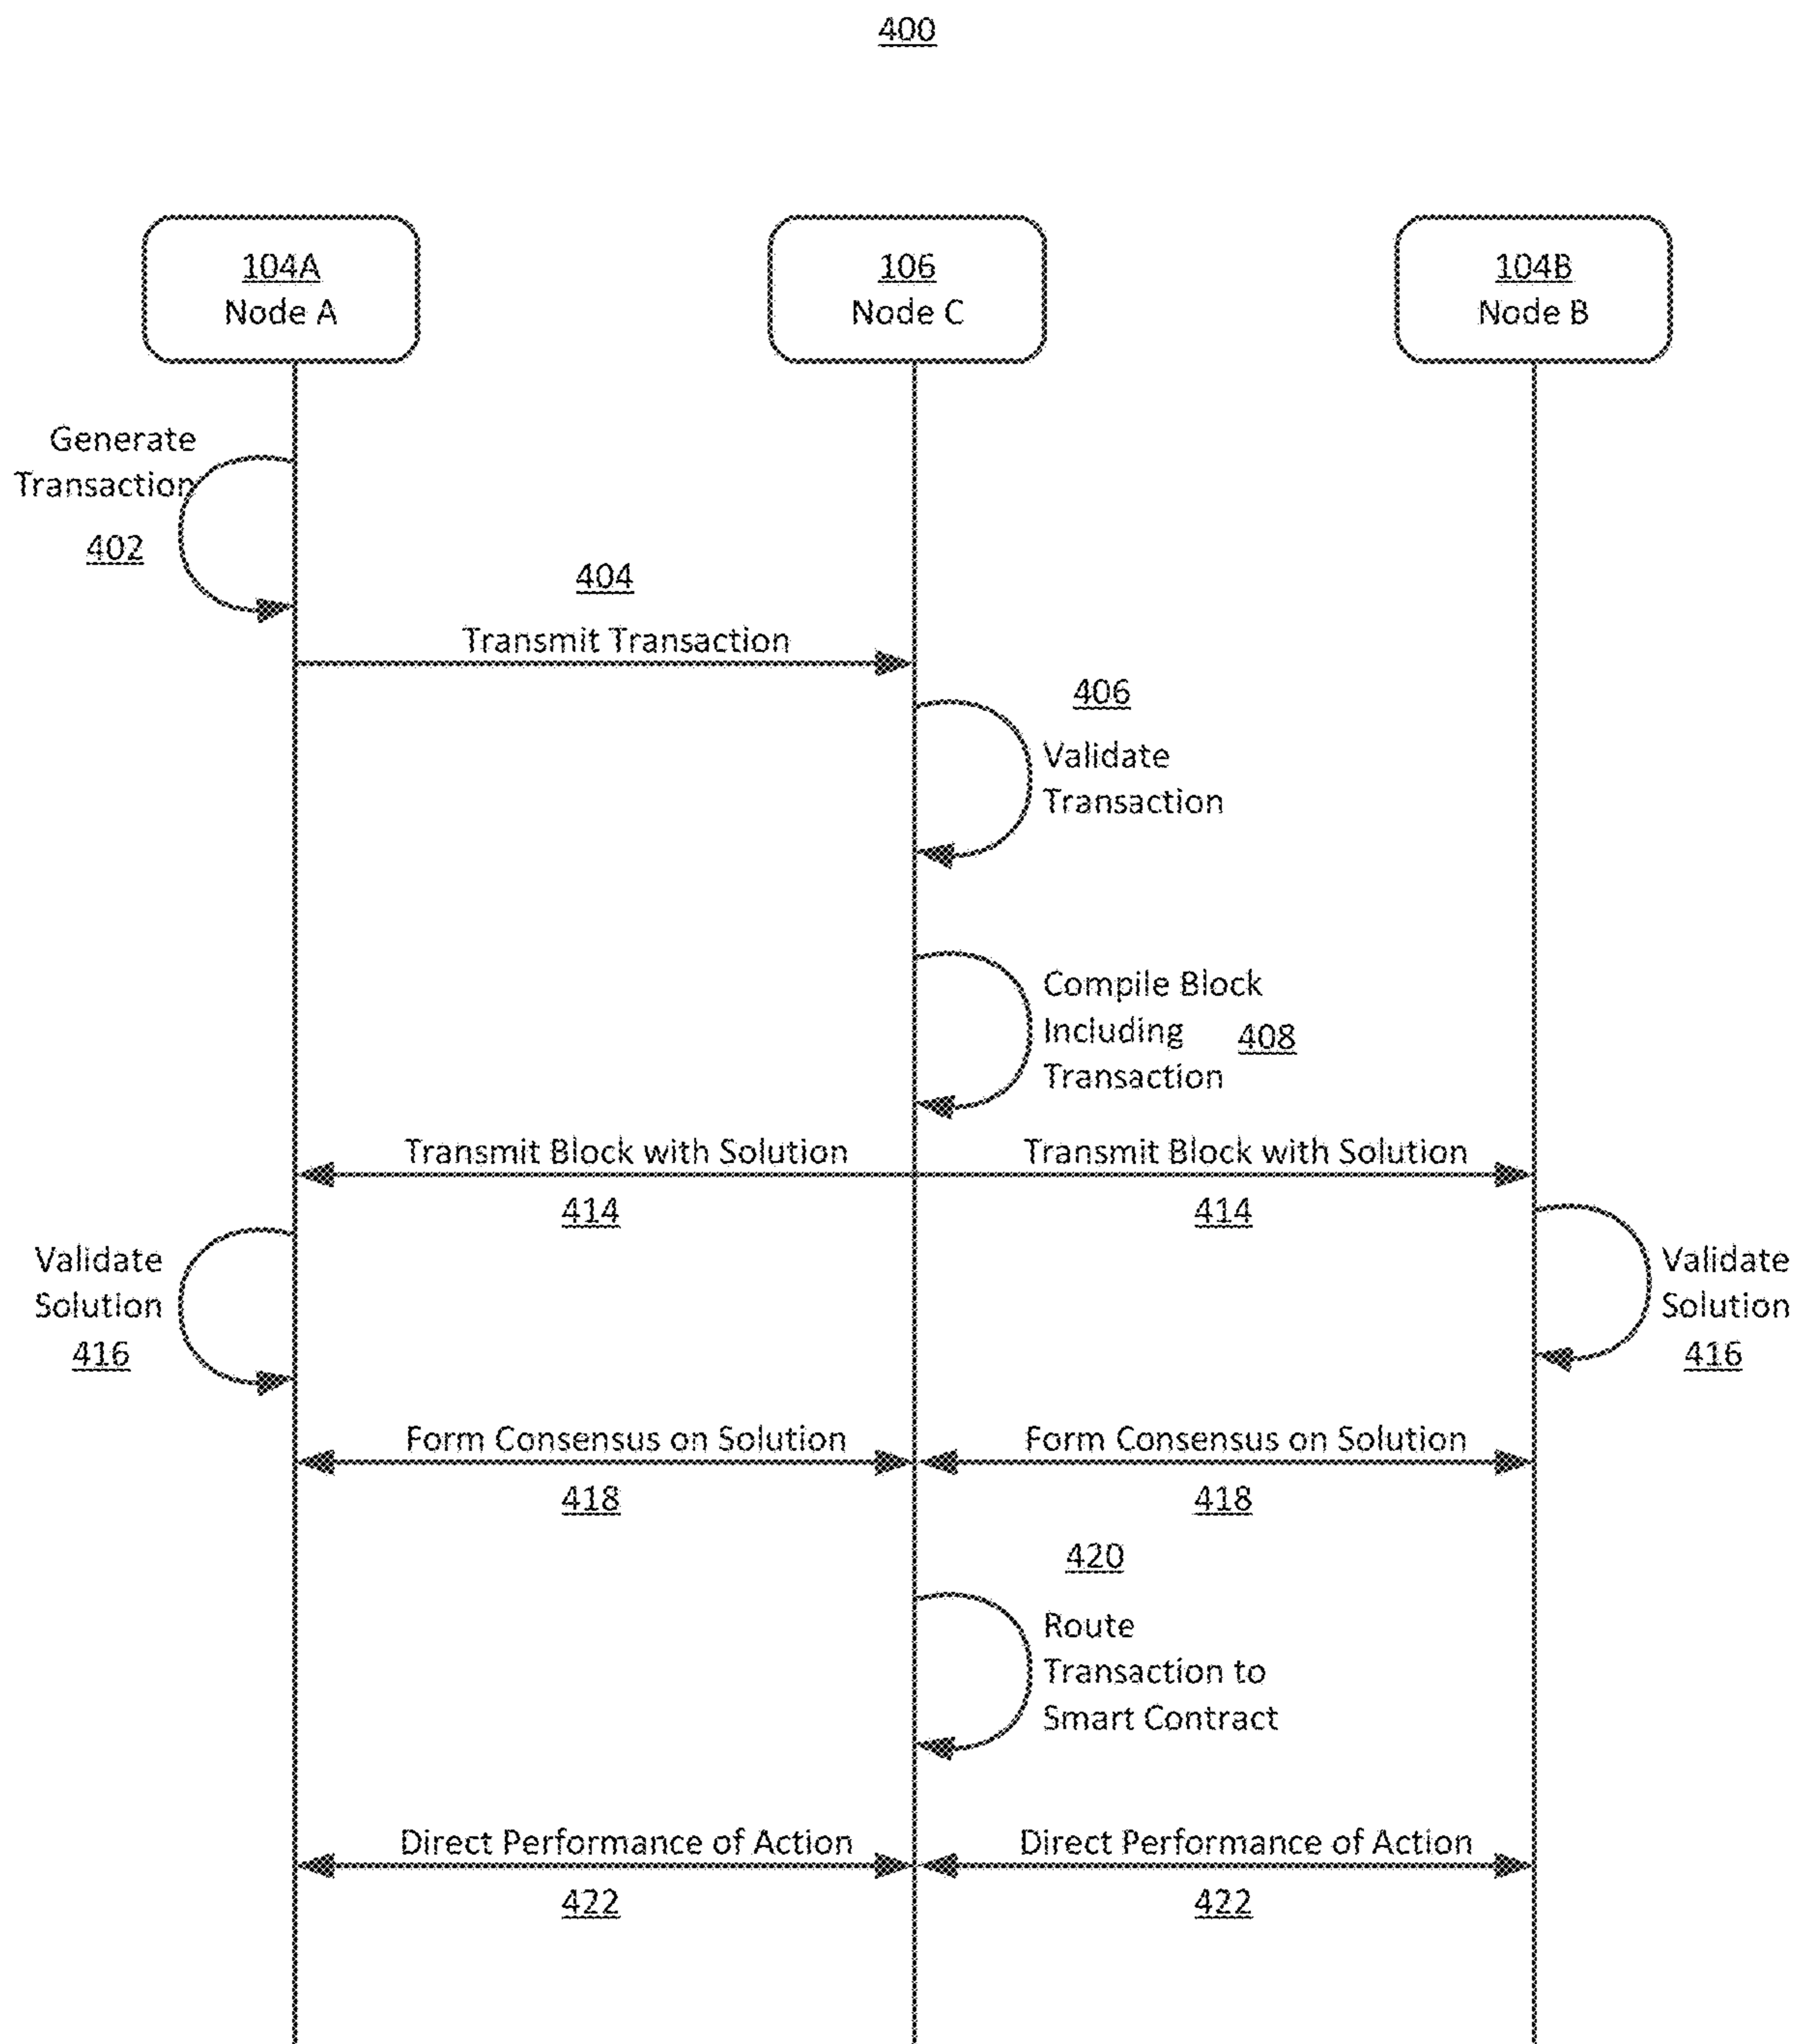 400
104A
Node A
106
Node C
104B
Node B
Generate
Transaction
402
404
Transmit Transaction
406
Validate
Transaction
Compile Block
Including
408
Transaction
Transmit Block with Solution
Transmit Block with Solution
414
414
Validate
Solution
416
Validate
Solution
416
Form Consensus on Solution
Form Consensus on Solution
418
418
420
Route
Transaction to
Smart Contract
Direct Performance of Action
Direct Performance of Action
422
422